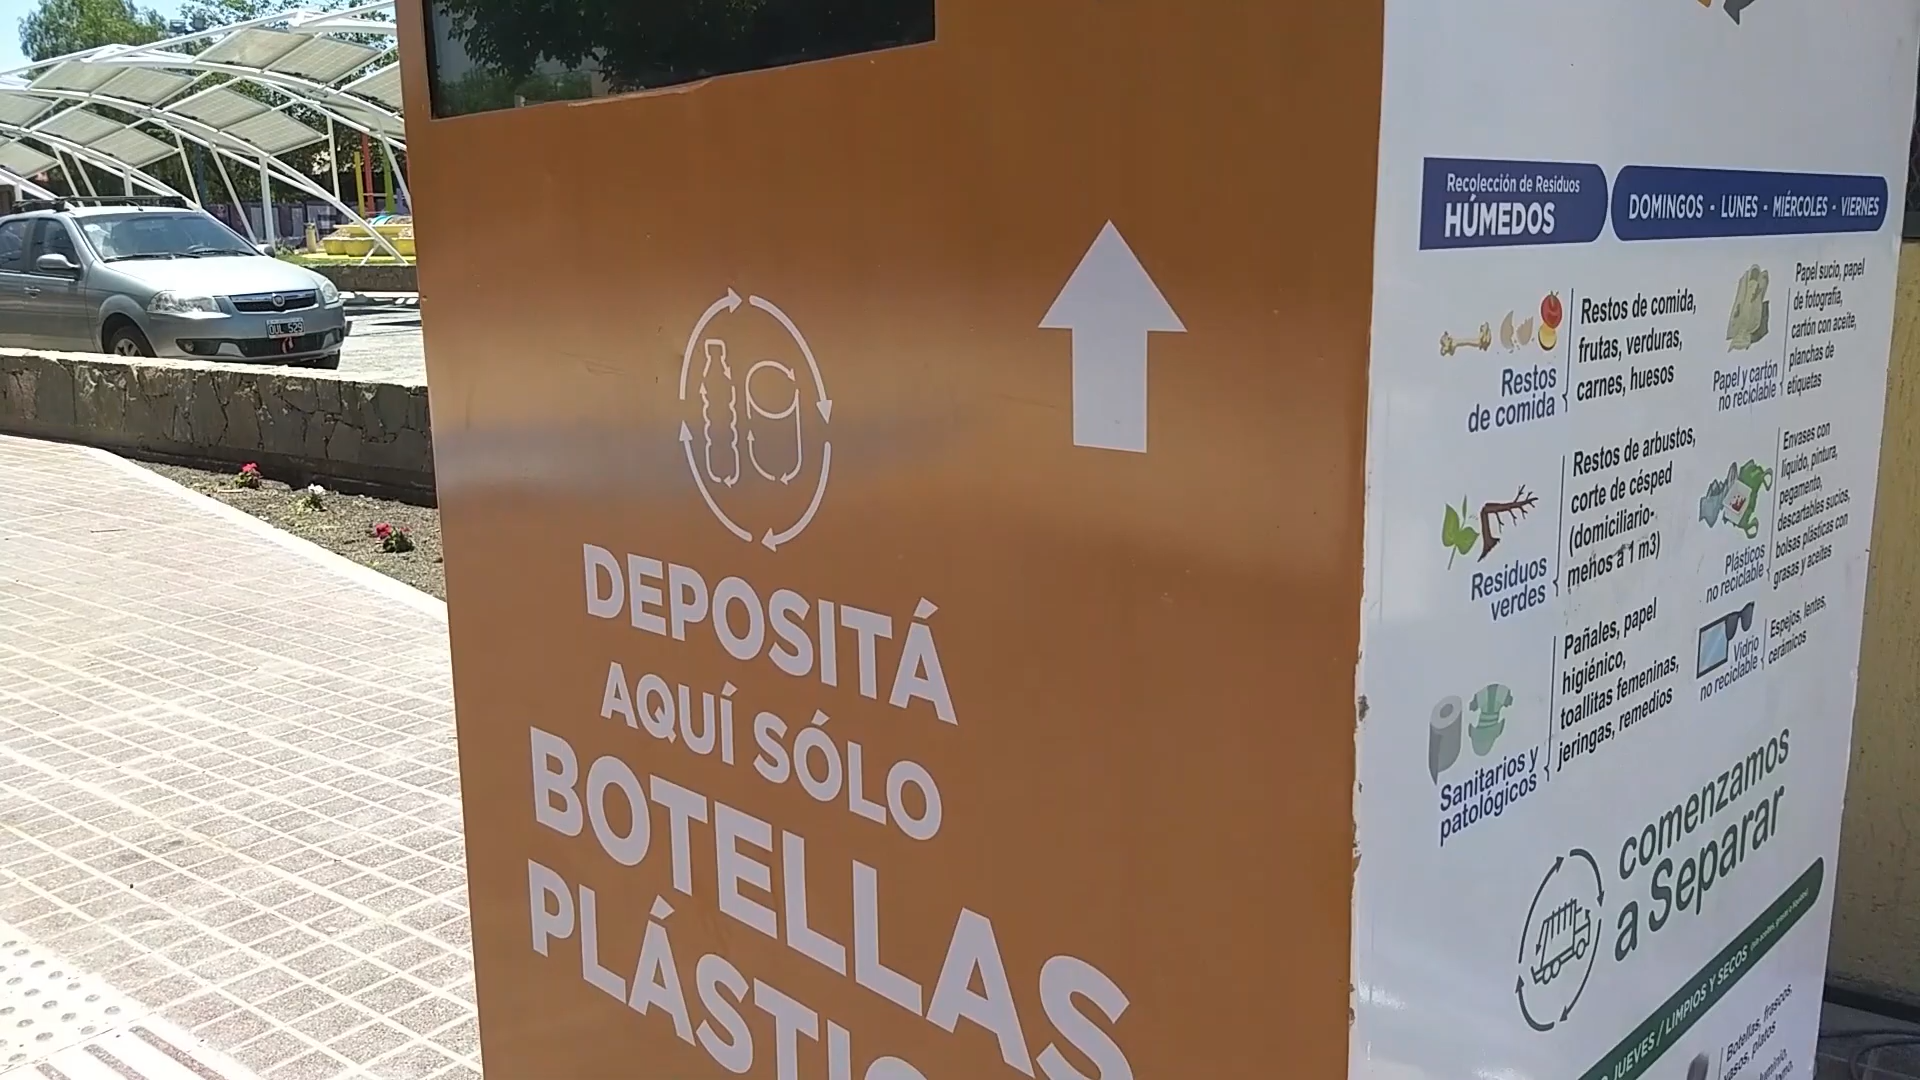 OVL 529
DEPOSITÁ
AQUÍ SÓLO
BOTELLAS
Recolección de Residuos
HÚMEDOS
DOMINGOS - LUNES - MIÉRCOLES - VIERNES
Restos
de comida
Restos de comida,
frutas, verduras,
carnes, huesos
Papel y cartón
no reciclable
Papel sucio, papel
de fotografía,
cartón con aceite,
planchas de
etiquetas
Residuos
verdes
Restos de arbustos,
corte de césped
(domiciliario-
menos a 1 m3)
Plásticos
no reciclable
Envases con
líquido, pintura,
pegamento,
descartables sucios,
bolsas plásticas con
grasas y aceites
Sanitarios y
patológicos
Pañales, papel
higiénico,
toallitas femeninas,
jeringas, remedios
Vidrio
no reciclable
Espejos, lentes,
cerámicos
comenzamos
a Separar
JUEVES / LIMPIOS Y SECOS
Botellas, frascos,
vasos, platos